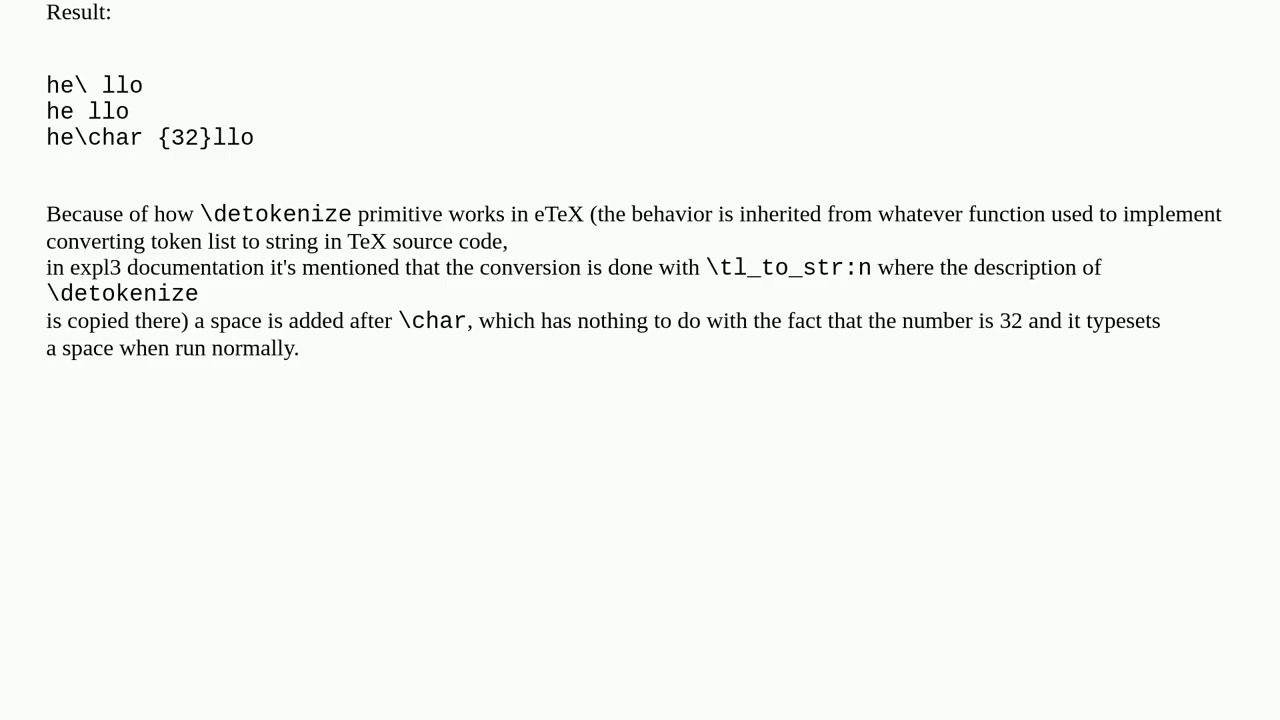 Result:
he\ llo
he llo
he\char {32}llo
Because of how \detokenize primitive works in eTeX (the behavior is inherited from whatever function used to implement
converting token list to string in TeX source code,
in expl3 documentation it's mentioned that the conversion is done with \tl_to_str:n where the description of
\detokenize
is copied there) a space is added after \char, which has nothing to do with the fact that the number is 32 and it typesets
a space when run normally.